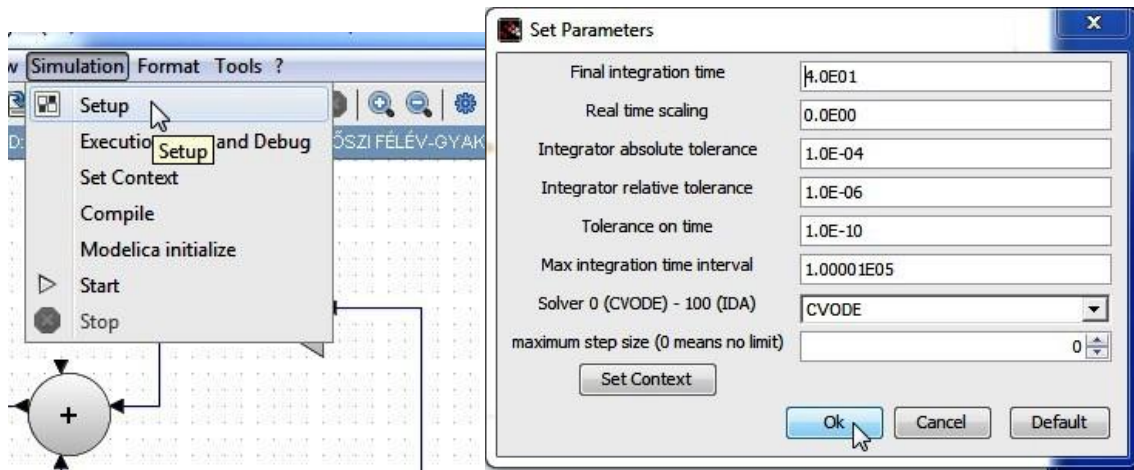 Simulation Format Tools ?
Setup
Executio and Debug
Setup
Set Context
Compile
Modelica initialize
Start
Stop
ŐSZI FÉLÉV-GYAK
+
Set Parameters
x
Final integration time 4.0E01
Real time scaling 0.0E00
Integrator absolute tolerance 1.0E-04
Integrator relative tolerance 1.0E-06
Tolerance on time 1.0E-10
Max integration time interval 1.00001E05
Solver 0 (CVODE) - 100 (IDA) CVODE
maximum step size (0 means no limit) 0
Set Context
Ok Cancel Default